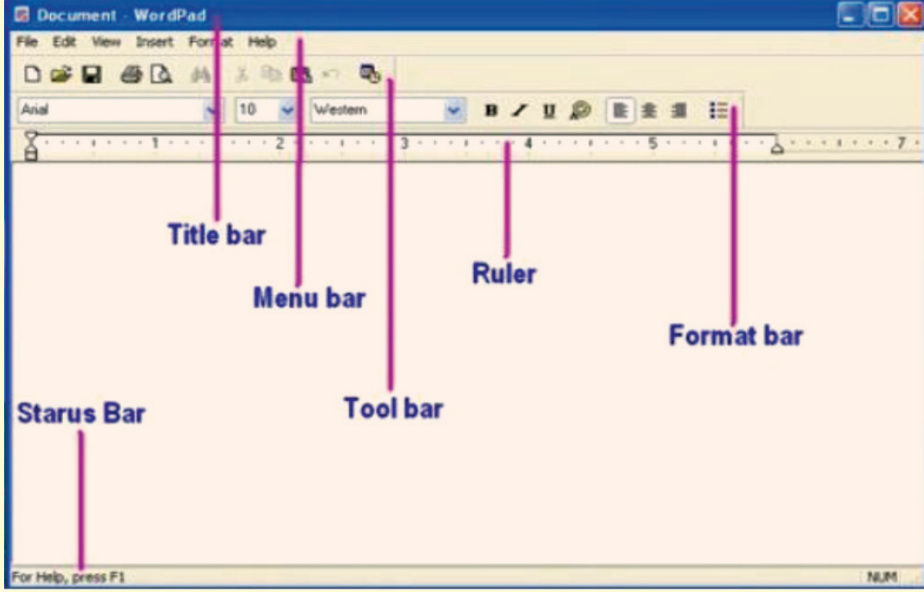 Document - WordPad
File Edit View Insert Format Help
Arial 10 Western B I U
1 2 3 4 5 7
Title bar
Ruler
Menu bar
Format bar
Tool bar
Starus Bar
For Help, press F1 NUM